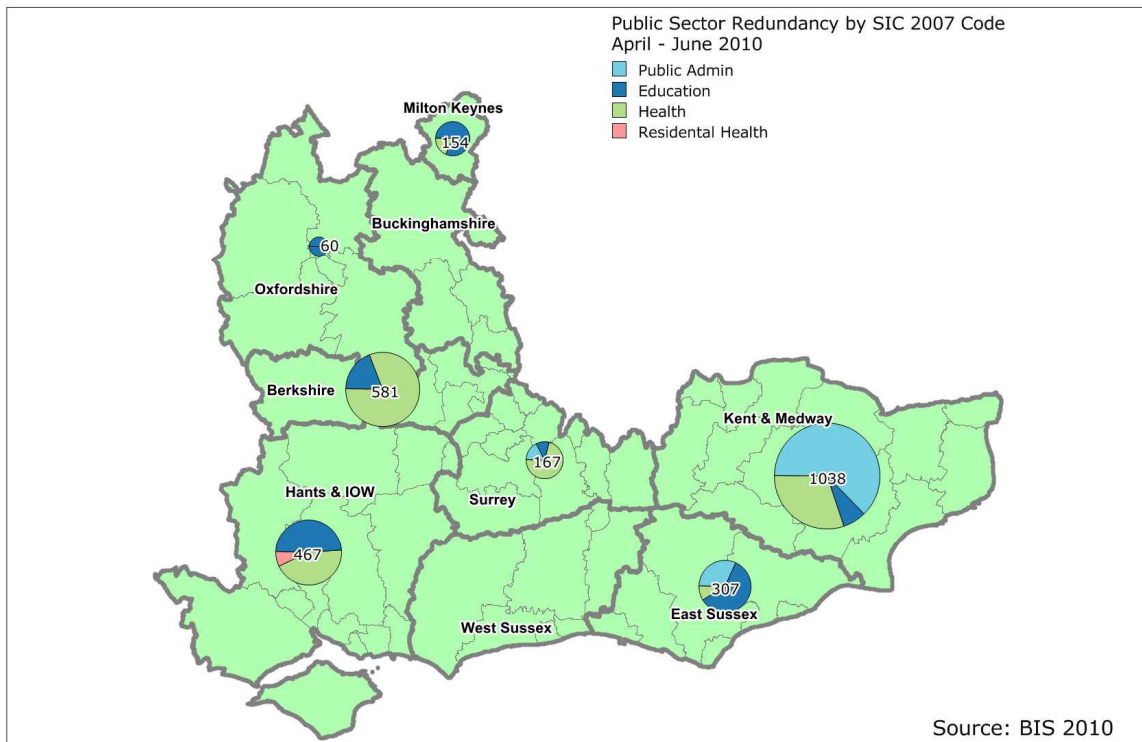 Public Sector Redundancy by SIC 2007 Code
April - June 2010
Public Admin
Education
Health
Residental Health
Milton Keynes
154
Buckinghamshire
60
Oxfordshire
Berkshire
581
Kent & Medway
1038
167
Surrey
Hants & IOW
467
307
East Sussex
West Sussex
Source: BIS 2010